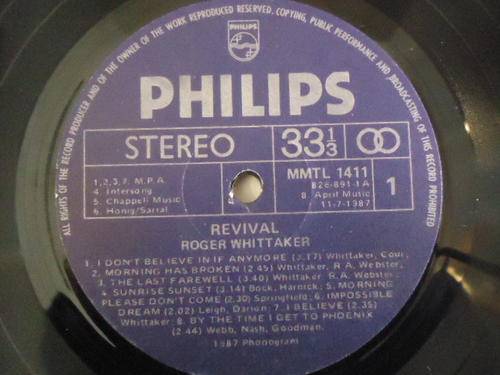 ALL RIGHTS OF THE RECORD PRODUCER AND OF THE OWNER OF THE WORK REPRODUCED RESERVED. COPYING, PUBLIC PERFORMANCE AND BROADCASTING OF THIS RECORD PROHIBITED
PHILIPS
PHILIPS
STEREO 33 1/3
MMTL 1411
1,2,3,7. M.P.A. 826-891-1A
4. Intersong 8. April Music 1
5. Chappell Music 11-7-1987
6. Honig/Sarral
REVIVAL
ROGER WHITTAKER
1. I DON'T BELIEVE IN IF ANYMORE (3.17) Whittaker,
2. MORNING HAS BROKEN (2.45) Whittaker, R.A. Webster,
3. THE LAST FAREWELL (3.40) Whittaker, R.A. Webster;
4. SUNRISE SUNSET (3.14) Bock, Harnick; 5. MORNING
PLEASE DON'T COME (2.30) Springfield; 6. IMPOSSIBLE
DREAM (2.02) Leigh, Darion; 7. I BELIEVE (2.35)
Whittaker; 8. BY THE TIME I GET TO PHOENIX
(2.44) Webb, Nash, Goodman.
1987 Phonogram